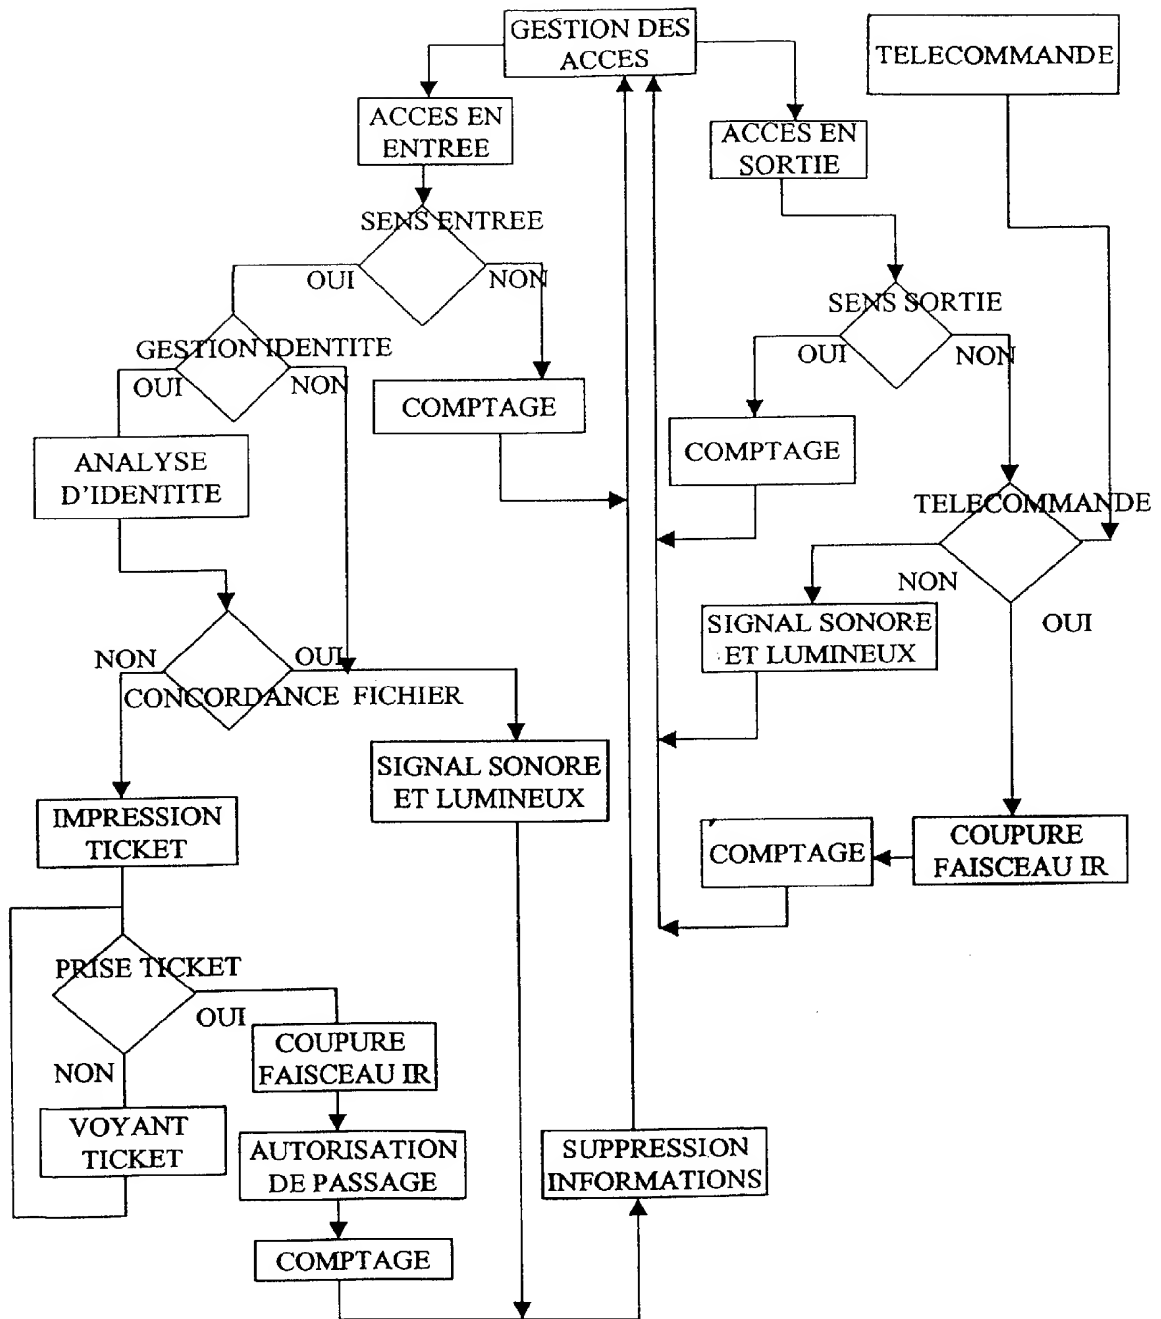 GESTION DES
ACCES
TELECOMMANDE
ACCES EN
ENTREE
ACCES EN
SORTIE
SENS ENTREE
OUI
NON
SENS SORTIE
OUI
NON
GESTION IDENTITE
OUI
NON
COMPTAGE
COMPTAGE
ANALYSE
D'IDENTITE
TELECOMMANDE
NON
OUI
SIGNAL SONORE
ET LUMINEUX
NON
OUI
CONCORDANCE FICHIER
SIGNAL SONORE
ET LUMINEUX
IMPRESSION
TICKET
COMPTAGE
COUPURE
FAISCEAU IR
PRISE TICKET
OUI
NON
COUPURE
FAISCEAU IR
VOYANT
TICKET
AUTORISATION
DE PASSAGE
SUPPRESSION
INFORMATIONS
COMPTAGE